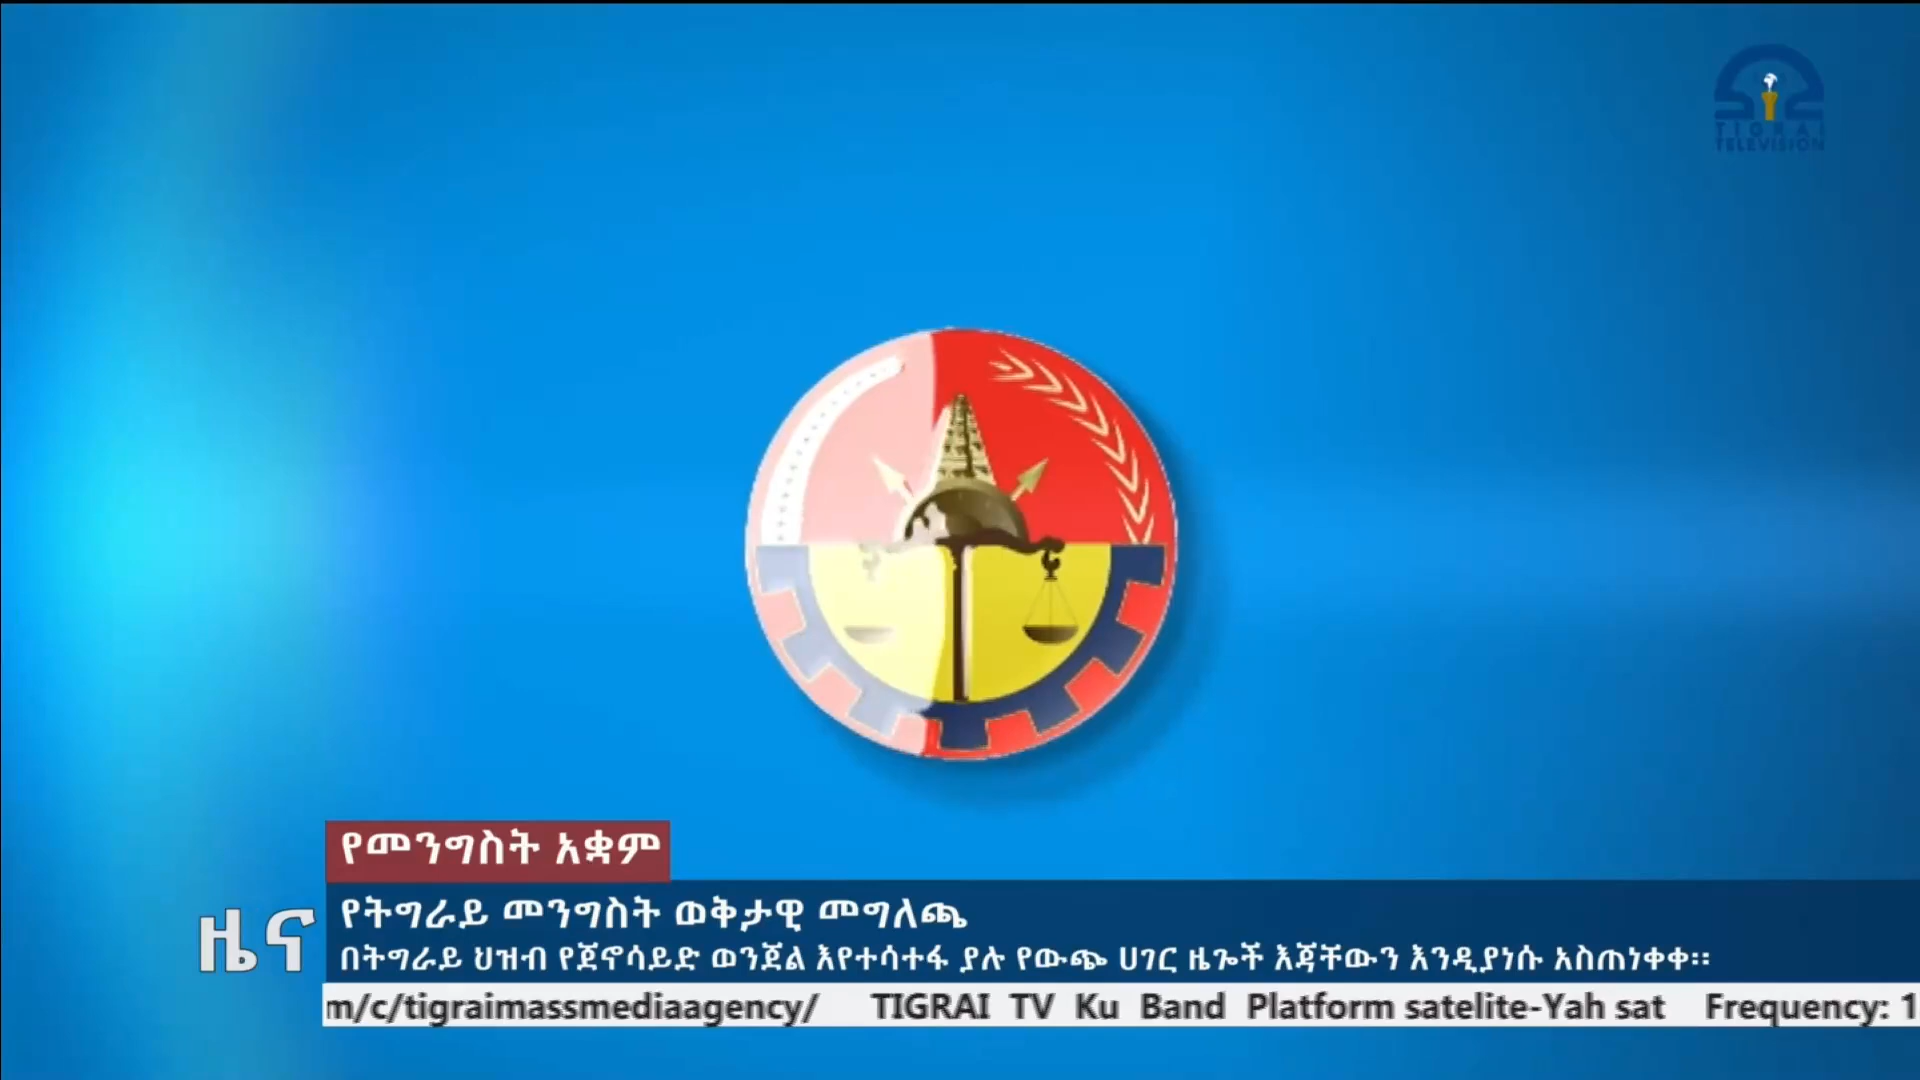 TIGRAI
TELEVISION
የመንግስት አቋም
ዜና
የትግራይ መንግስት ወቅታዊ መግለጫ
በትግራይ ህዝብ የጀኖሳይድ ወንጀል እየተሳተፋ ያሉ የውጭ ሀገር ዜጐች እጃቸውን እንዲያነሱ አስጠነቀቀ።
m/c/tigraimassmediaagency/ TIGRAI TV Ku Band Platform satelite-Yah sat Frequency: 1